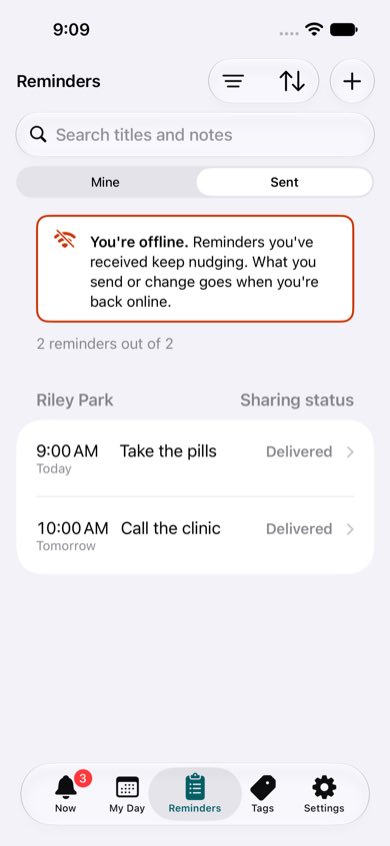 9:09
Reminders
Search titles and notes
Mine
Sent
You're offline. Reminders you've
received keep nudging. What you
send or change goes when you're
back online.
2 reminders out of 2
Riley Park
Sharing status
9:00 AM
Take the pills
Delivered
Today
10:00 AM
Call the clinic
Delivered
Tomorrow
3
Now
My Day
Reminders
Tags
Settings